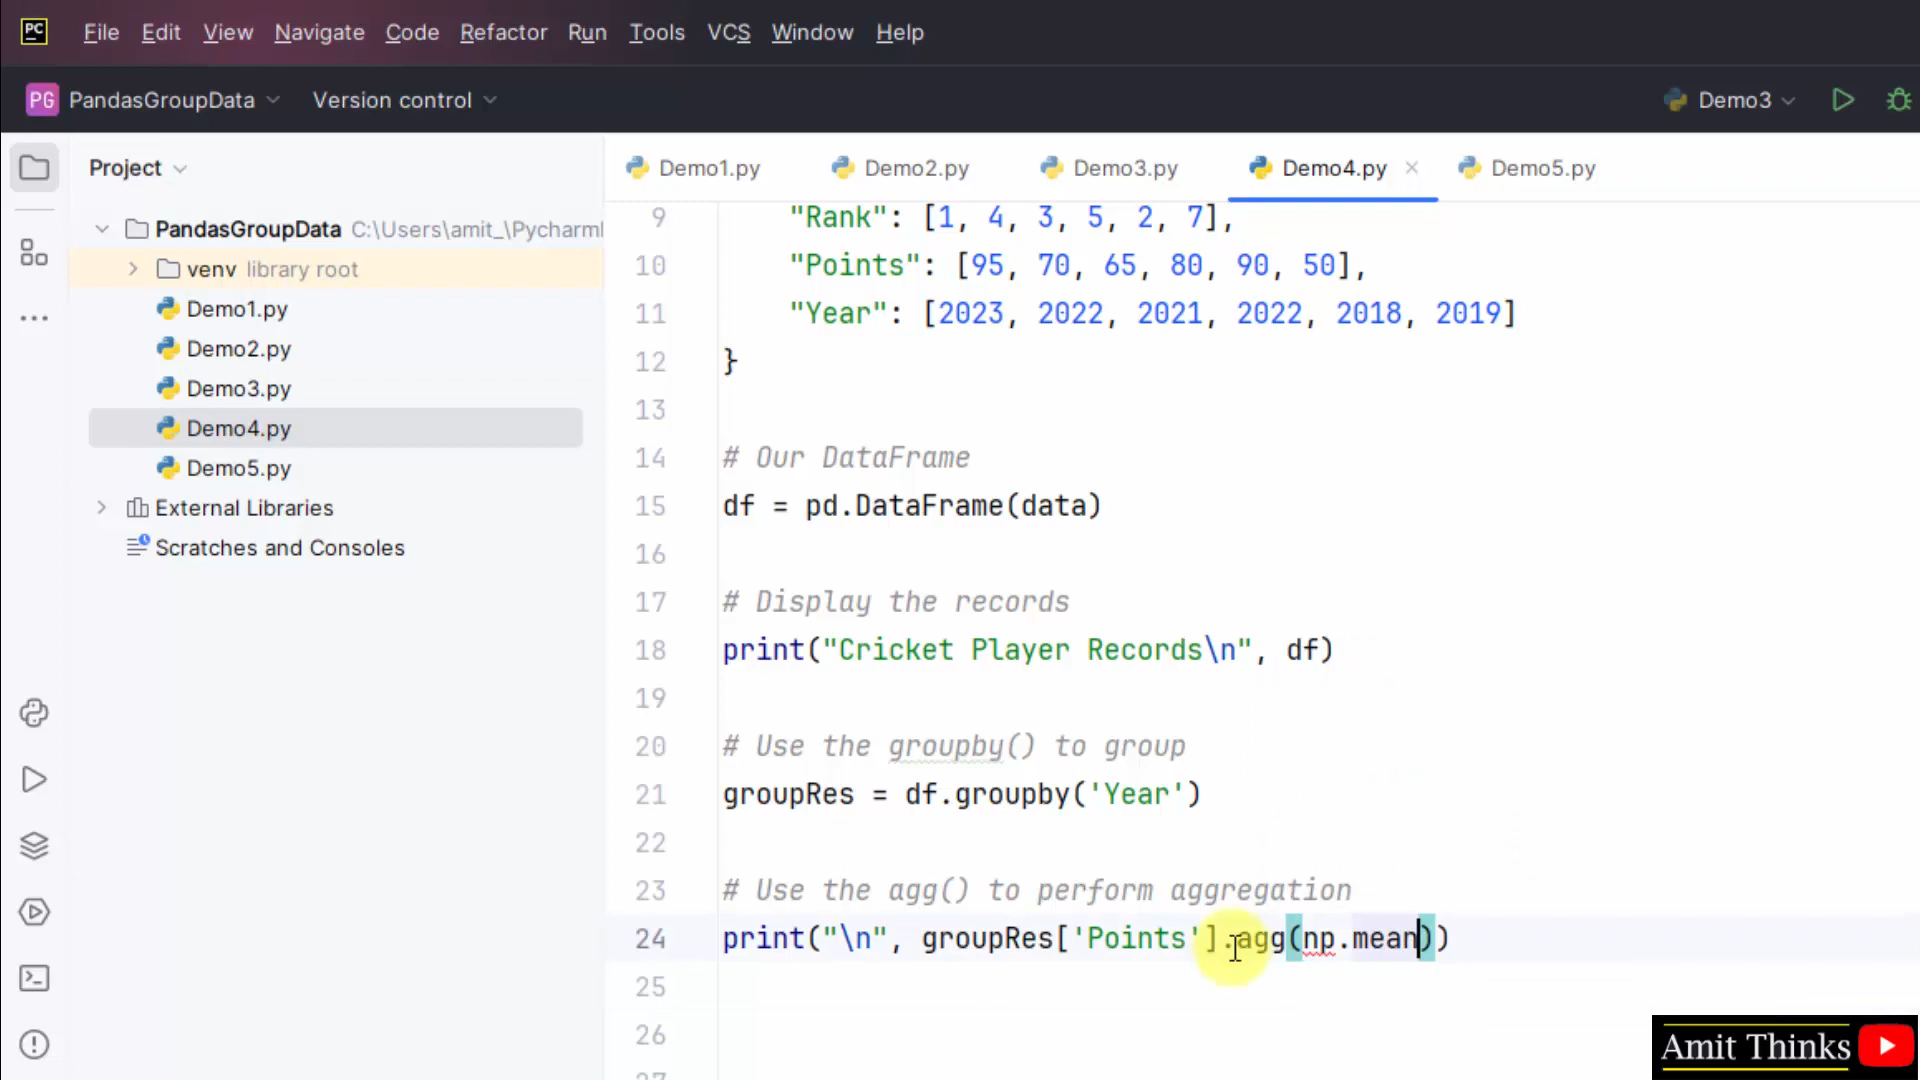 PC File Edit View Navigate Code Refactor Run Tools VCS Window Help
PG PandasGroupData Version control Demo3
Project
Demo1.py Demo2.py Demo3.py Demo4.py Demo5.py
PandasGroupData C:\Users\amit_\Pycharm
venv library root
Demo1.py
Demo2.py
Demo3.py
Demo4.py
Demo5.py
External Libraries
Scratches and Consoles
9 "Rank": [1, 4, 3, 5, 2, 7],
10 "Points": [95, 70, 65, 80, 90, 50],
11 "Year": [2023, 2022, 2021, 2022, 2018, 2019]
12 }
13
14 # Our DataFrame
15 df = pd.DataFrame(data)
16
17 # Display the records
18 print("Cricket Player Records\n", df)
19
20 # Use the groupby() to group
21 groupRes = df.groupby('Year')
22
23 # Use the agg() to perform aggregation
24 print("\n", groupRes['Points'].agg(np.mean))
25
26
27
Amit Thinks